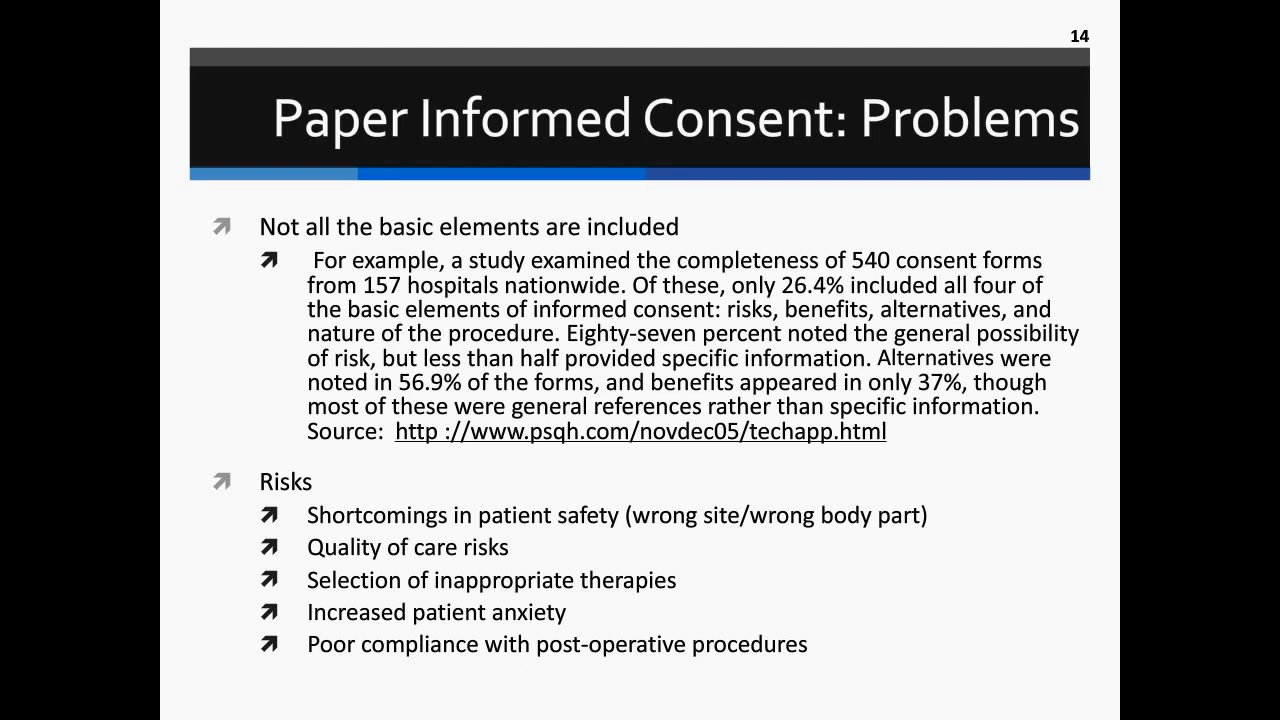 14
Paper Informed Consent: Problems
Not all the basic elements are included
For example, a study examined the completeness of 540 consent forms
from 157 hospitals nationwide. Of these, only 26.4% included all four of
the basic elements of informed consent: risks, benefits, alternatives, and
nature of the procedure. Eighty-seven percent noted the general possibility
of risk, but less than half provided specific information. Alternatives were
noted in 56.9% of the forms, and benefits appeared in only 37%, though
most of these were general references rather than specific information.
Source: http ://www.psqh.com/novdec05/techapp.html
Risks
Shortcomings in patient safety (wrong site/wrong body part)
Quality of care risks
Selection of inappropriate therapies
Increased patient anxiety
Poor compliance with post-operative procedures